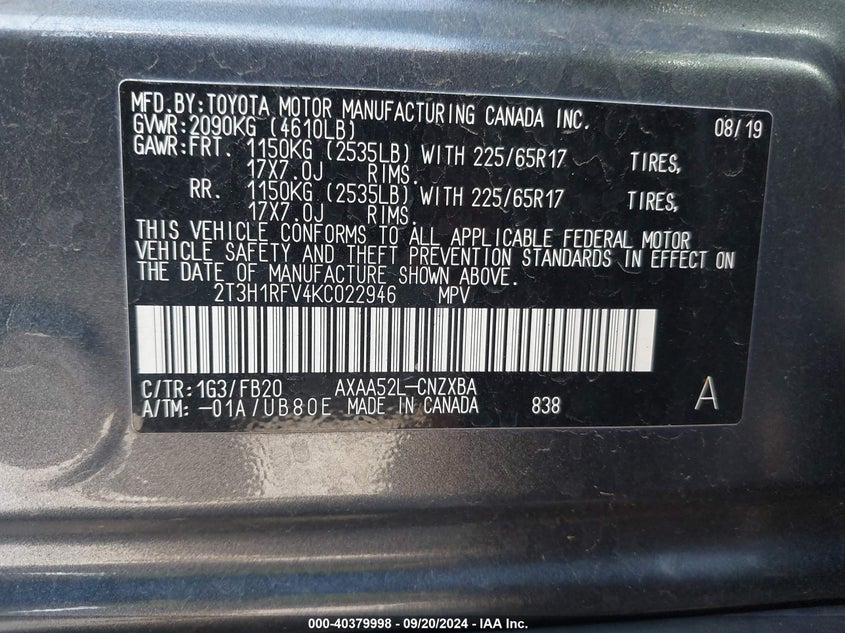 MFD.BY:TOYOTA MOTOR MANUFACTURING CANADA INC. 08/19
GVWR:2090KG (4610LB)
GAWR:FRT. 1150KG (2535LB) WITH 225/65R17 TIRES,
17X7.0J RIMS.
RR. 1150KG (2535LB) WITH 225/65R17 TIRES,
17X7.0J RIMS.
THIS VEHICLE CONFORMS TO ALL APPLICABLE FEDERAL MOTOR
VEHICLE SAFETY AND THEFT PREVENTION STANDARDS IN EFFECT ON
THE DATE OF MANUFACTURE SHOWN ABOVE.
2T3H1RFV4KC022946 MPV
C/TR:1G3/FB20 AXAA52L-CNZXBA A
A/TM:-01A/UB80E MADE IN CANADA 838
000-40379998 - 09/20/2024 - IAA Inc.